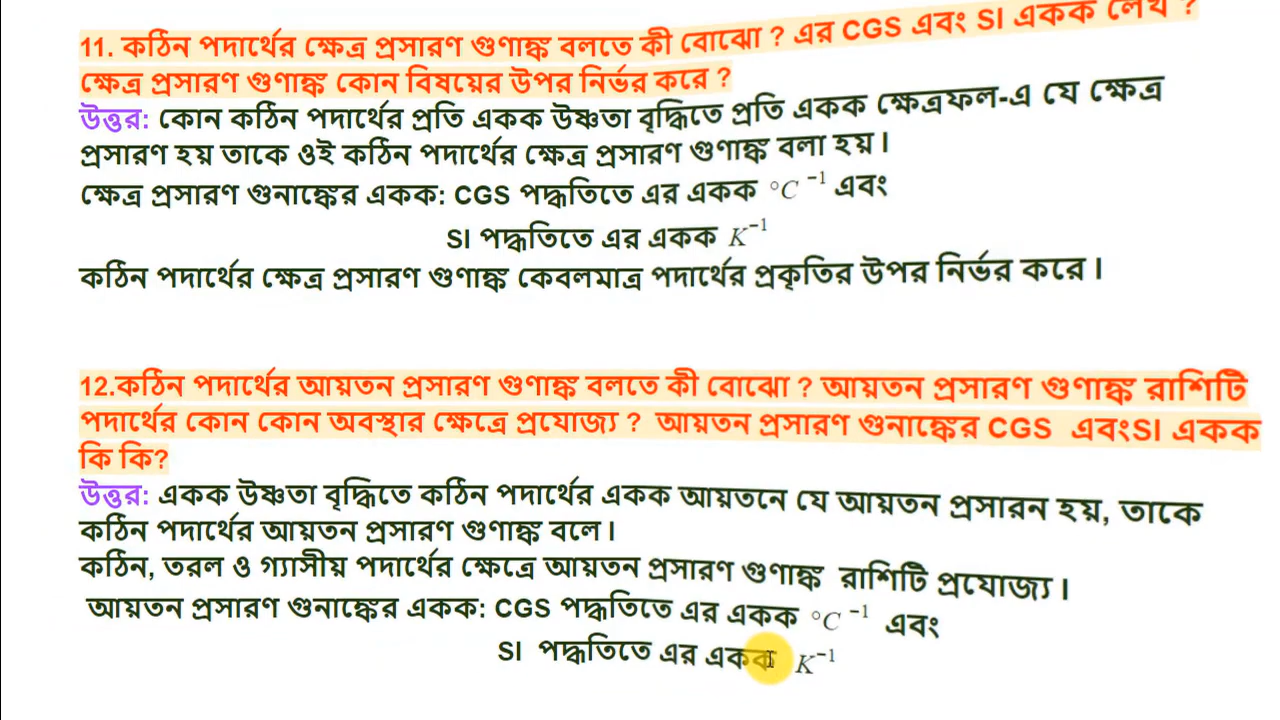 11. কঠিন পদার্থের ক্ষেত্র প্রসারণ গুণাঙ্ক বলতে কী বোঝো ? এর CGS এবং SI একক লেখ ?
ক্ষেত্র প্রসারণ গুণাঙ্ক কোন বিষয়ের উপর নির্ভর করে ?
উত্তর: কোন কঠিন পদার্থের প্রতি একক উষ্ণতা বৃদ্ধিতে প্রতি একক ক্ষেত্রফল-এ যে ক্ষেত্র
প্রসারণ হয় তাকে ওই কঠিন পদার্থের ক্ষেত্র প্রসারণ গুণাঙ্ক বলা হয়।
ক্ষেত্র প্রসারণ গুনাঙ্কের একক: CGS পদ্ধতিতে এর একক °C ⁻¹ এবং
SI পদ্ধতিতে এর একক K⁻¹
কঠিন পদার্থের ক্ষেত্র প্রসারণ গুণাঙ্ক কেবলমাত্র পদার্থের প্রকৃতির উপর নির্ভর করে।
12.কঠিন পদার্থের আয়তন প্রসারণ গুণাঙ্ক বলতে কী বোঝো ? আয়তন প্রসারণ গুণাঙ্ক রাশিটি
পদার্থের কোন কোন অবস্থার ক্ষেত্রে প্রযোজ্য ? আয়তন প্রসারণ গুনাঙ্কের CGS এবংSI একক
কি কি?
উত্তর: একক উষ্ণতা বৃদ্ধিতে কঠিন পদার্থের একক আয়তনে যে আয়তন প্রসারন হয়, তাকে
কঠিন পদার্থের আয়তন প্রসারণ গুণাঙ্ক বলে।
কঠিন, তরল ও গ্যাসীয় পদার্থের ক্ষেত্রে আয়তন প্রসারণ গুণাঙ্ক রাশিটি প্রযোজ্য।
আয়তন প্রসারণ গুনাঙ্কের একক: CGS পদ্ধতিতে এর একক °C ⁻¹ এবং
SI পদ্ধতিতে এর একক K⁻¹